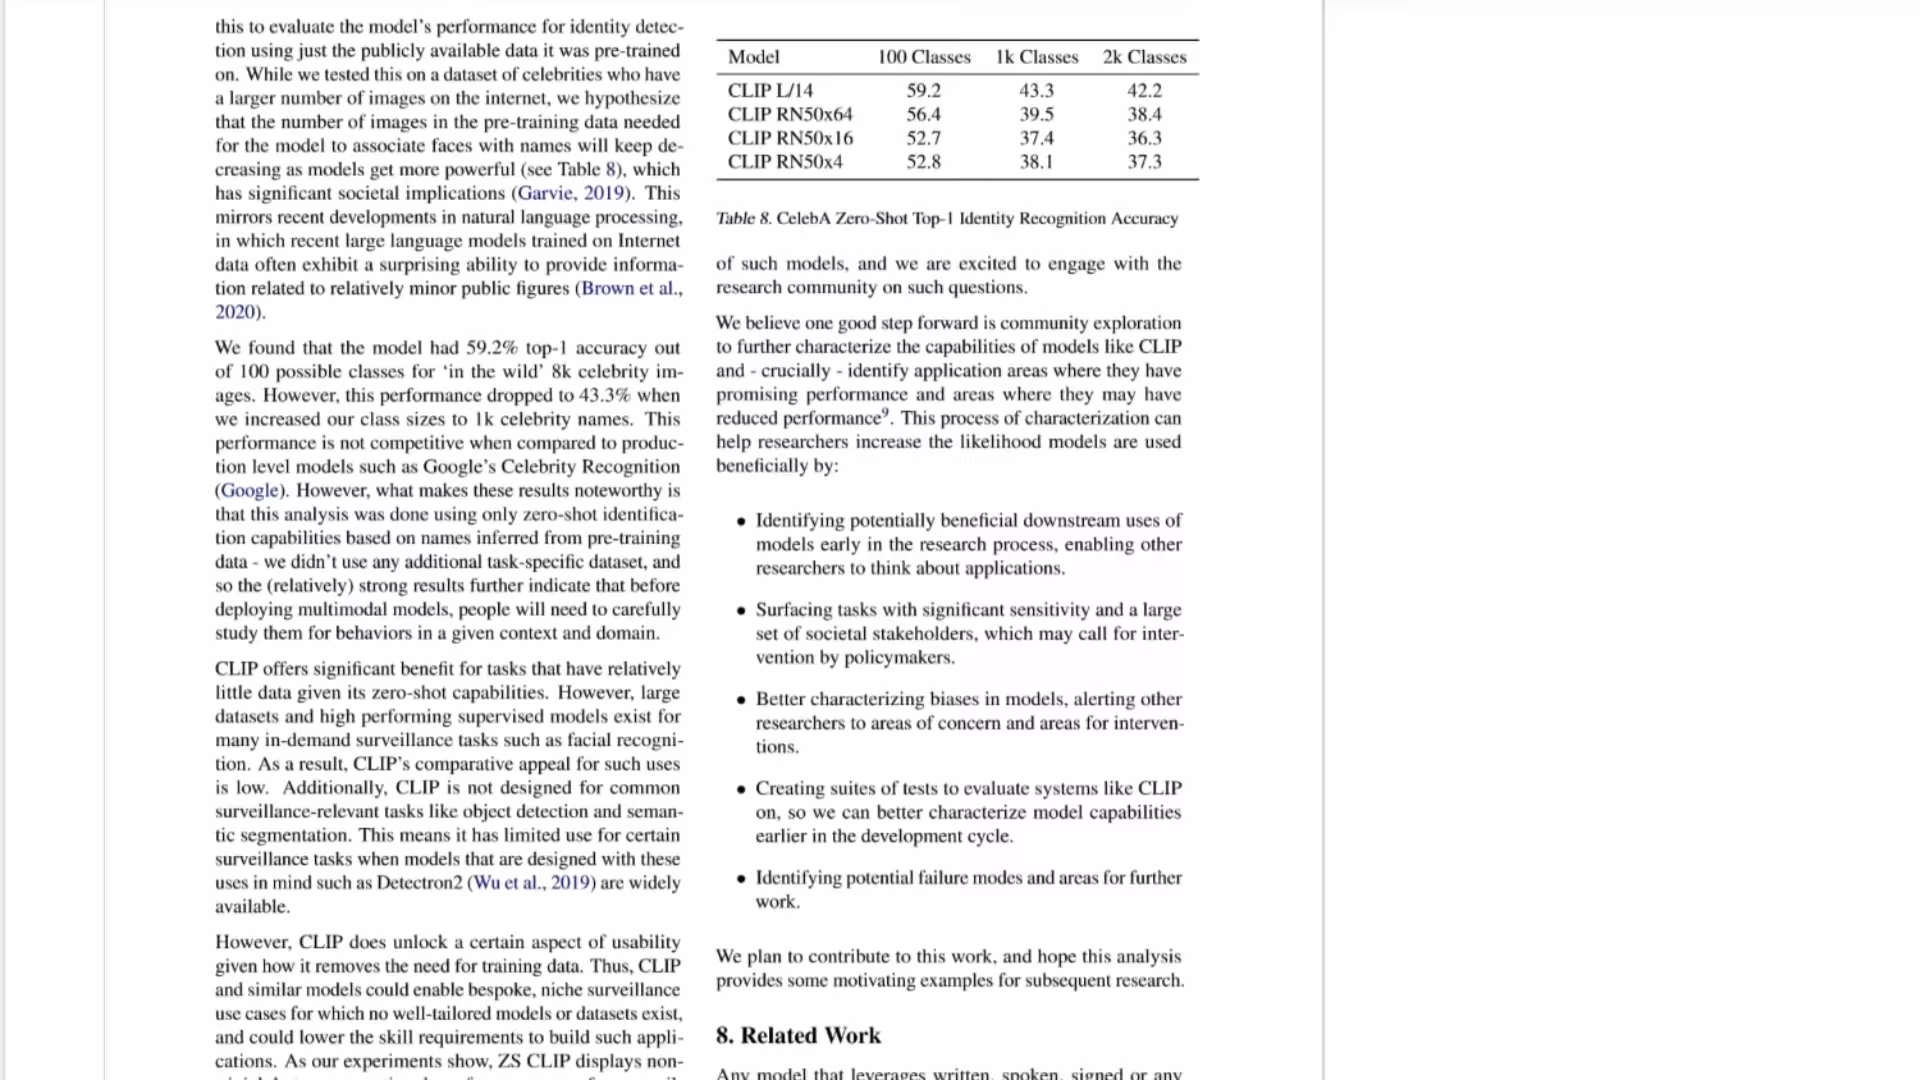 this to evaluate the model's performance for identity detec-
tion using just the publicly available data it was pre-trained
on. While we tested this on a dataset of celebrities who have
a larger number of images on the internet, we hypothesize
that the number of images in the pre-training data needed
for the model to associate faces with names will keep de-
creasing as models get more powerful (see Table 8), which
has significant societal implications (Garvie, 2019). This
mirrors recent developments in natural language processing,
in which recent large language models trained on Internet
data often exhibit a surprising ability to provide informa-
tion related to relatively minor public figures (Brown et al.,
2020).
We found that the model had 59.2% top-1 accuracy out
of 100 possible classes for 'in the wild' 8k celebrity im-
ages. However, this performance dropped to 43.3% when
we increased our class sizes to 1k celebrity names. This
performance is not competitive when compared to produc-
tion level models such as Google's Celebrity Recognition
(Google). However, what makes these results noteworthy is
that this analysis was done using only zero-shot identifica-
tion capabilities based on names inferred from pre-training
data - we didn't use any additional task-specific dataset, and
so the (relatively) strong results further indicate that before
deploying multimodal models, people will need to carefully
study them for behaviors in a given context and domain.
CLIP offers significant benefit for tasks that have relatively
little data given its zero-shot capabilities. However, large
datasets and high performing supervised models exist for
many in-demand surveillance tasks such as facial recogni-
tion. As a result, CLIP's comparative appeal for such uses
is low. Additionally, CLIP is not designed for common
surveillance-relevant tasks like object detection and seman-
tic segmentation. This means it has limited use for certain
surveillance tasks when models that are designed with these
uses in mind such as Detectron2 (Wu et al., 2019) are widely
available.
However, CLIP does unlock a certain aspect of usability
given how it removes the need for training data. Thus, CLIP
and similar models could enable bespoke, niche surveillance
use cases for which no well-tailored models or datasets exist,
and could lower the skill requirements to build such appli-
cations. As our experiments show, ZS CLIP displays non-
Model 100 Classes 1k Classes 2k Classes
CLIP L/14 59.2 43.3 42.2
CLIP RN50x64 56.4 39.5 38.4
CLIP RN50x16 52.7 37.4 36.3
CLIP RN50x4 52.8 38.1 37.3
Table 8. CelebA Zero-Shot Top-1 Identity Recognition Accuracy
of such models, and we are excited to engage with the
research community on such questions.
We believe one good step forward is community exploration
to further characterize the capabilities of models like CLIP
and - crucially - identify application areas where they have
promising performance and areas where they may have
reduced performance⁹. This process of characterization can
help researchers increase the likelihood models are used
beneficially by:
• Identifying potentially beneficial downstream uses of
models early in the research process, enabling other
researchers to think about applications.
• Surfacing tasks with significant sensitivity and a large
set of societal stakeholders, which may call for inter-
vention by policymakers.
• Better characterizing biases in models, alerting other
researchers to areas of concern and areas for interven-
tions.
• Creating suites of tests to evaluate systems like CLIP
on, so we can better characterize model capabilities
earlier in the development cycle.
• Identifying potential failure modes and areas for further
work.
We plan to contribute to this work, and hope this analysis
provides some motivating examples for subsequent research.
8. Related Work
Any model that leverages written, spoken, signed or any